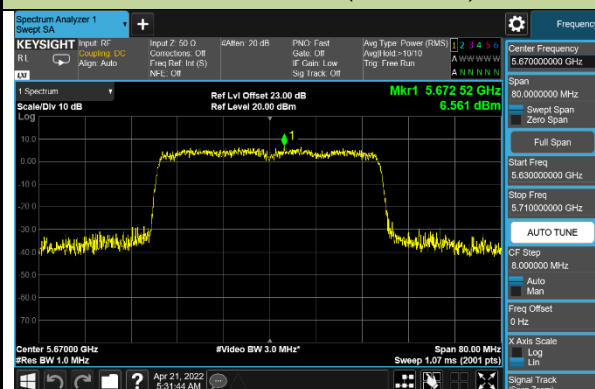 Spectrum Analyzer 1
Swept SA
Frequency
KEYSIGHT
RL
LXI
Input: RF
Coupling: DC
Align: Auto
Input Z: 50 Ω
Corrections: Off
Freq Ref: Int (S)
NFE: Off
#Atten: 20 dB
PNO: Fast
Gate: Off
IF Gain: Low
Sig Track: Off
Avg Type: Power (RMS)
Avg|Hold:>10/10
Trig: Free Run
1 2 3 4 5 6
A W W W W W
A N N N N N
1 Spectrum
Scale/Div 10 dB
Log
Ref Lvl Offset 23.00 dB
Ref Level 20.00 dBm
Mkr1 5.672 52 GHz
6.561 dBm
1
10.0
0.00
-10.0
-20.0
-30.0
-40.0
-50.0
-60.0
-70.0
Center 5.67000 GHz
#Res BW 1.0 MHz
#Video BW 3.0 MHz*
Span 80.00 MHz
Sweep 1.07 ms (2001 pts)
Center Frequency
5.670000000 GHz
Span
80.0000000 MHz
Swept Span
Zero Span
Full Span
Start Freq
5.630000000 GHz
Stop Freq
5.710000000 GHz
AUTO TUNE
CF Step
8.000000 MHz
Auto
Man
Freq Offset
0 Hz
X Axis Scale
Log
Lin
Signal Track
Apr 21, 2022
5:31:44 AM